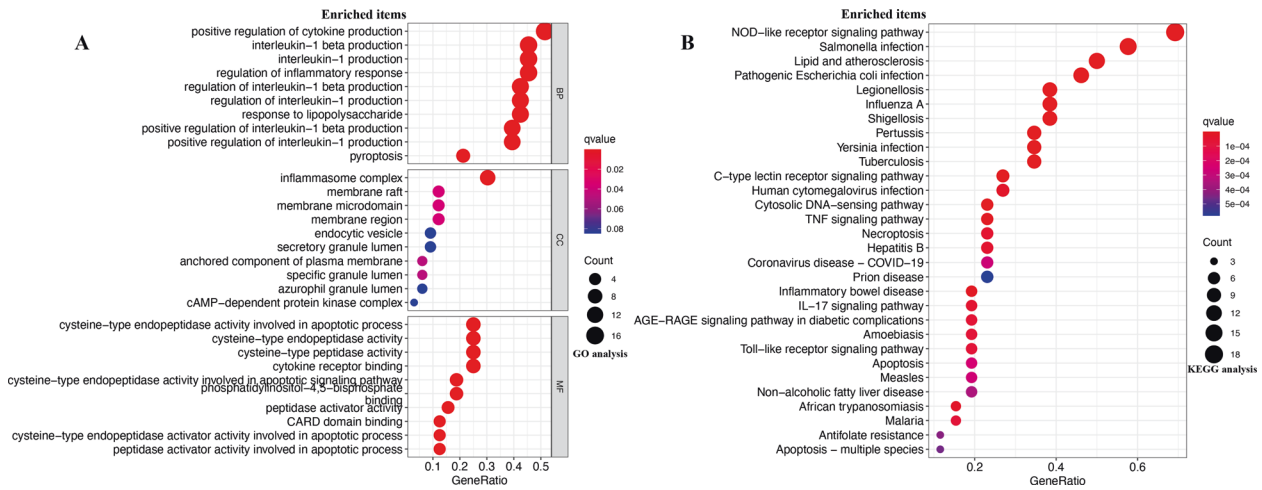 Enriched items
A
positive regulation of cytokine production
interleukin−1 beta production
interleukin−1 production
regulation of inflammatory response
regulation of interleukin−1 beta production
regulation of interleukin−1 production
response to lipopolysaccharide
positive regulation of interleukin−1 beta production
positive regulation of interleukin−1 production
pyroptosis
BP
inflammasome complex
membrane raft
membrane microdomain
membrane region
endocytic vesicle
secretory granule lumen
anchored component of plasma membrane
specific granule lumen
azurophil granule lumen
cAMP−dependent protein kinase complex
CC
cysteine−type endopeptidase activity involved in apoptotic process
cysteine−type endopeptidase activity
cysteine−type peptidase activity
cytokine receptor binding
cysteine−type endopeptidase activity involved in apoptotic signaling pathway
phosphatidylinositol−4,5−bisphosphate
binding
peptidase activator activity
CARD domain binding
cysteine−type endopeptidase activator activity involved in apoptotic process
peptidase activator activity involved in apoptotic process
MF
0.1 0.2 0.3 0.4 0.5
GeneRatio
qvalue
0.02
0.04
0.06
0.08
Count
4
8
12
16
GO analysis
Enriched items
B
NOD−like receptor signaling pathway
Salmonella infection
Lipid and atherosclerosis
Pathogenic Escherichia coli infection
Legionellosis
Influenza A
Shigellosis
Pertussis
Yersinia infection
Tuberculosis
C−type lectin receptor signaling pathway
Human cytomegalovirus infection
Cytosolic DNA−sensing pathway
TNF signaling pathway
Necroptosis
Hepatitis B
Coronavirus disease − COVID−19
Prion disease
Inflammatory bowel disease
IL−17 signaling pathway
AGE−RAGE signaling pathway in diabetic complications
Amoebiasis
Toll−like receptor signaling pathway
Apoptosis
Measles
Non−alcoholic fatty liver disease
African trypanosomiasis
Malaria
Antifolate resistance
Apoptosis − multiple species
0.2 0.4 0.6
GeneRatio
qvalue
1e−04
2e−04
3e−04
4e−04
5e−04
Count
3
6
9
12
15
18
KEGG analysis